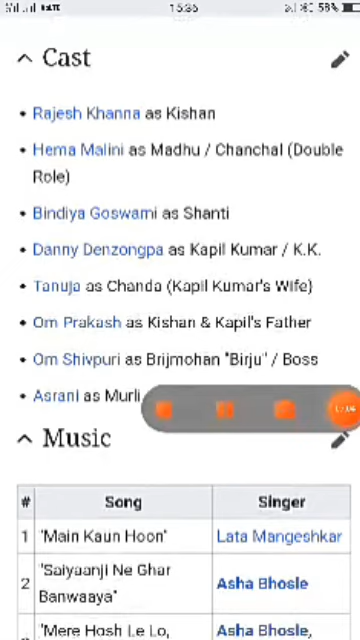 15:36
58%
Cast
• Rajesh Khanna as Kishan
• Hema Malini as Madhu / Chanchal (Double
Role)
• Bindiya Goswami as Shanti
• Danny Denzongpa as Kapil Kumar / K.K.
• Tanuja as Chanda (Kapil Kumar's Wife)
• Om Prakash as Kishan & Kapil's Father
• Om Shivpuri as Brijmohan "Birju" / Boss
• Asrani as Murli
Music
# Song Singer
1 "Main Kaun Hoon" Lata Mangeshkar
2 "Saiyaanji Ne Ghar
Banwaaya" Asha Bhosle
"Mere Hosh Le Lo, Asha Bhosle,